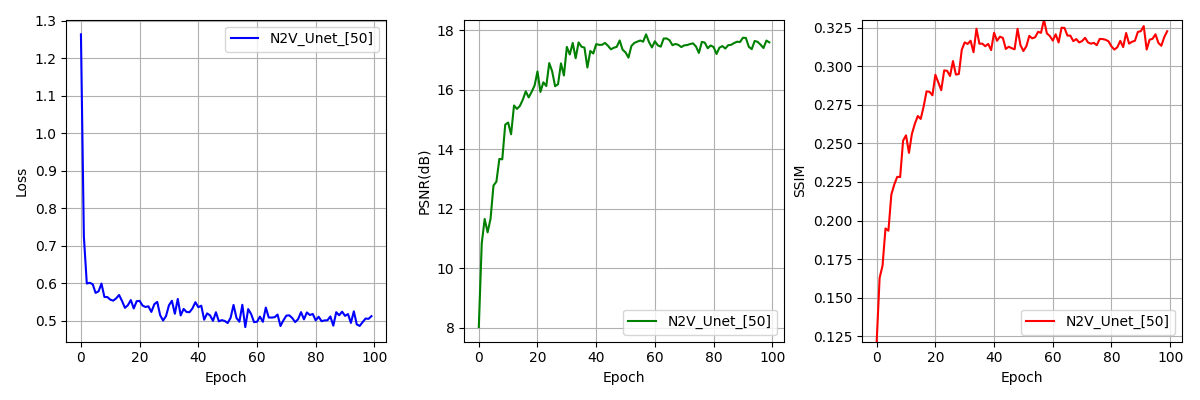 1.3
1.2
1.1
1.0
0.9
0.8
0.7
0.6
0.5
Loss
0 20 40 60 80 100
Epoch
N2V_Unet_[50]
18
16
14
12
10
8
PSNR(dB)
0 20 40 60 80 100
Epoch
N2V_Unet_[50]
0.325
0.300
0.275
0.250
0.225
0.200
0.175
0.150
0.125
SSIM
0 20 40 60 80 100
Epoch
N2V_Unet_[50]